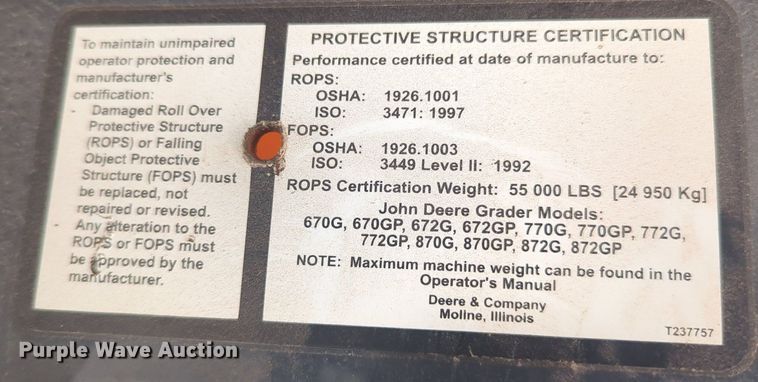 To maintain unimpaired
operator protection and
manufacturer's
certification:
- Damaged Roll Over
Protective Structure
(ROPS) or Falling
Object Protective
Structure (FOPS) must
be replaced, not
repaired or revised.
- Any alteration to the
ROPS or FOPS must
be approved by the
manufacturer.
PROTECTIVE STRUCTURE CERTIFICATION
Performance certified at date of manufacture to:
ROPS:
OSHA: 1926.1001
ISO: 3471: 1997
FOPS:
OSHA: 1926.1003
ISO: 3449 Level II: 1992
ROPS Certification Weight: 55 000 LBS [24 950 Kg]
John Deere Grader Models:
670G, 670GP, 672G, 672GP, 770G, 770GP, 772G,
772GP, 870G, 870GP, 872G, 872GP
NOTE: Maximum machine weight can be found in the
Operator's Manual
Deere & Company
Moline, Illinois
T237757
Purple Wave Auction